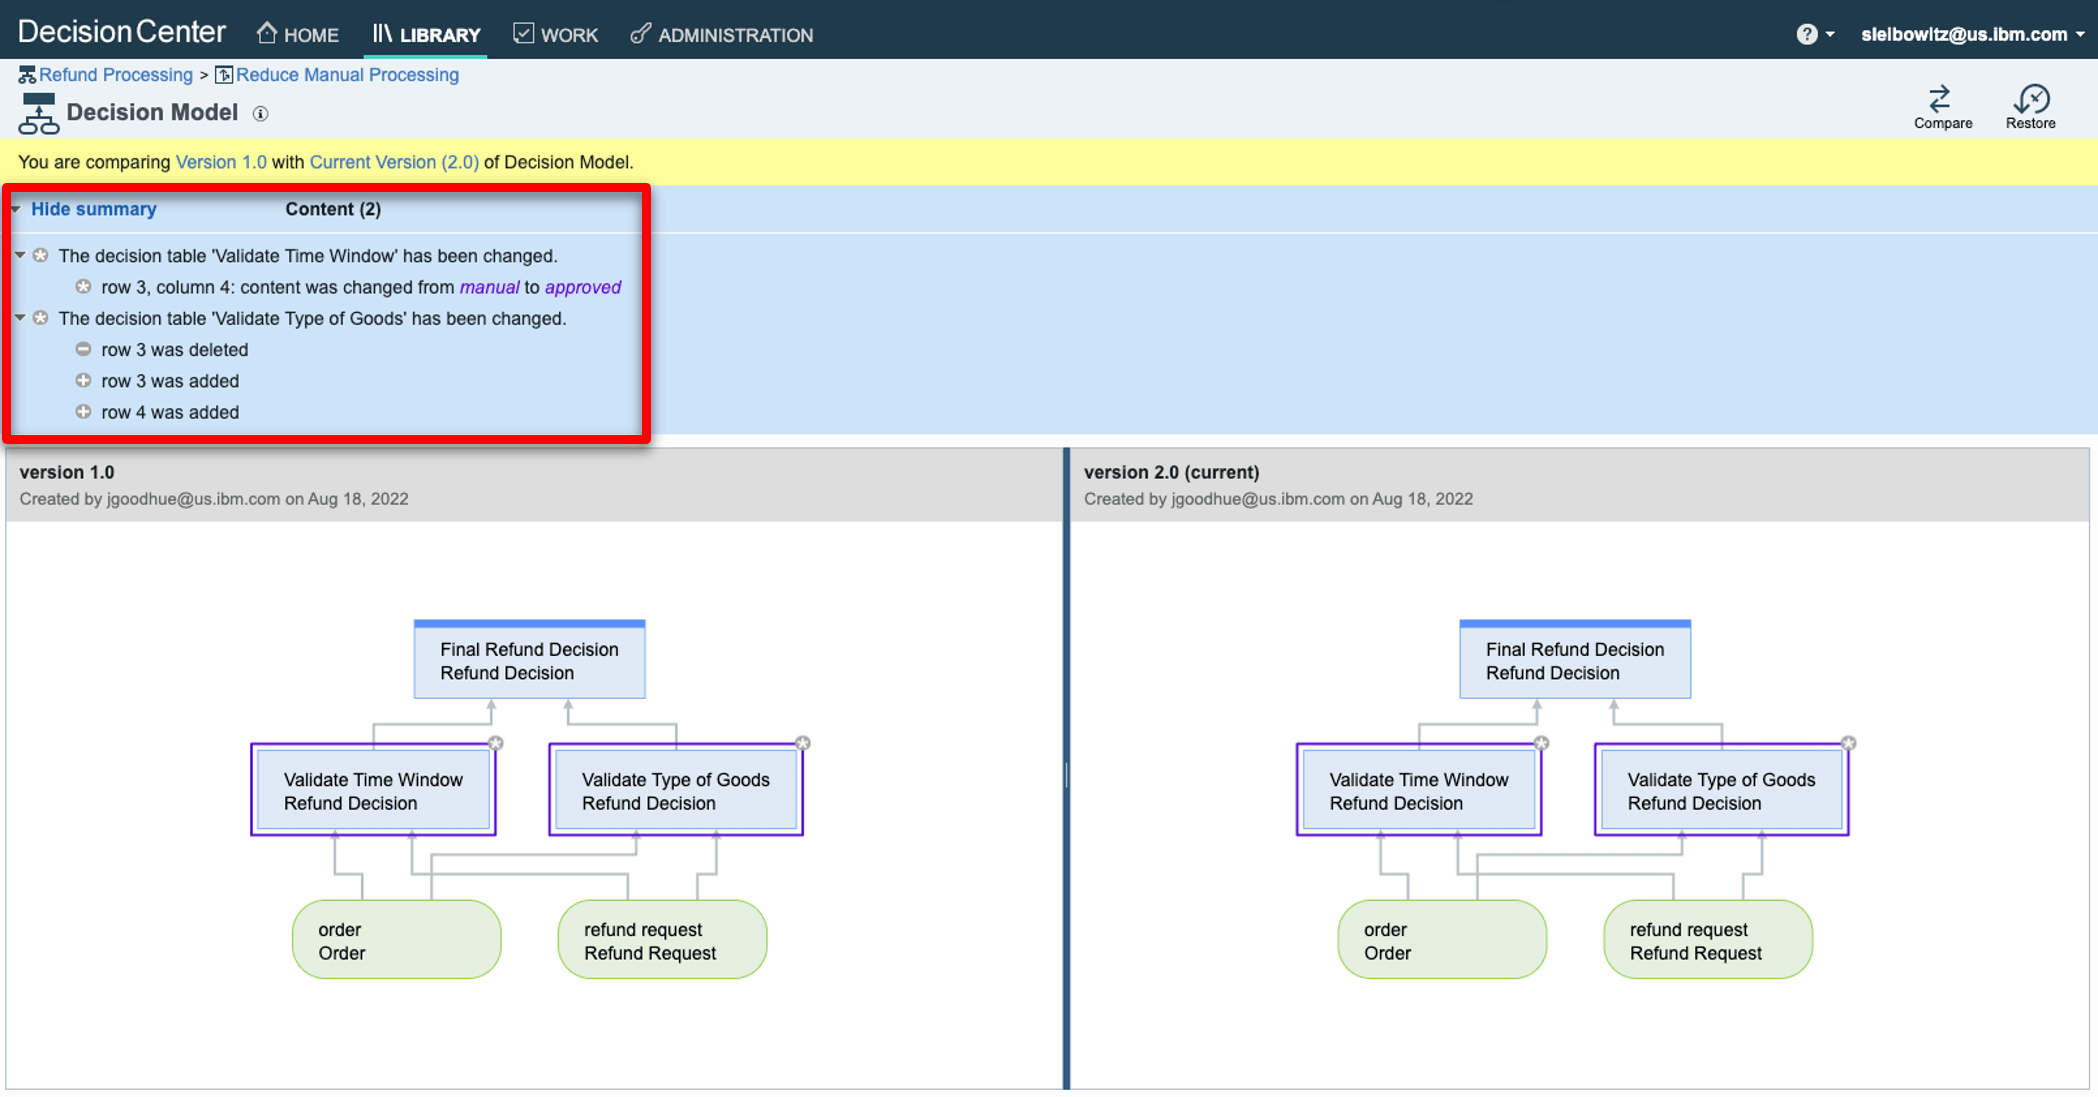 Decision Center HOME LIBRARY WORK ADMINISTRATION ? sleibowitz@us.ibm.com
Refund Processing > Reduce Manual Processing
Decision Model
Compare Restore
You are comparing Version 1.0 with Current Version (2.0) of Decision Model.
Hide summary Content (2)
The decision table 'Validate Time Window' has been changed.
row 3, column 4: content was changed from manual to approved
The decision table 'Validate Type of Goods' has been changed.
row 3 was deleted
row 3 was added
row 4 was added
version 1.0
Created by jgoodhue@us.ibm.com on Aug 18, 2022
Final Refund Decision
Refund Decision
Validate Time Window
Refund Decision
Validate Type of Goods
Refund Decision
order
Order
refund request
Refund Request
version 2.0 (current)
Created by jgoodhue@us.ibm.com on Aug 18, 2022
Final Refund Decision
Refund Decision
Validate Time Window
Refund Decision
Validate Type of Goods
Refund Decision
order
Order
refund request
Refund Request